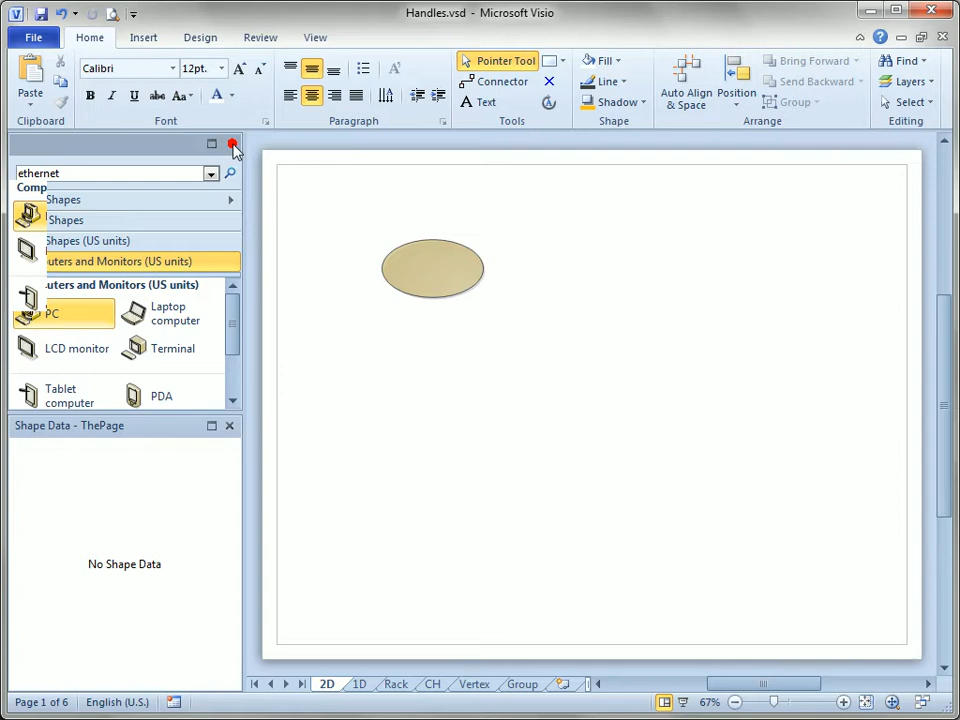 Handles.vsd - Microsoft Visio
File Home Insert Design Review View
Calibri 12pt. Pointer Tool Fill Bring Forward Find
Paste Connector Line Auto Align & Space Position Send Backward Layers
B I U abc Aa A Text Shadow Group Select
Clipboard Font Paragraph Tools Shape Arrange Editing
ethernet
Comp
Shapes
Shapes
Shapes (US units)
uters and Monitors (US units)
uters and Monitors (US units)
PC Laptop computer
LCD monitor Terminal
Tablet computer PDA
Shape Data - ThePage
No Shape Data
2D 1D Rack CH Vertex Group
Page 1 of 6 English (U.S.) 67%